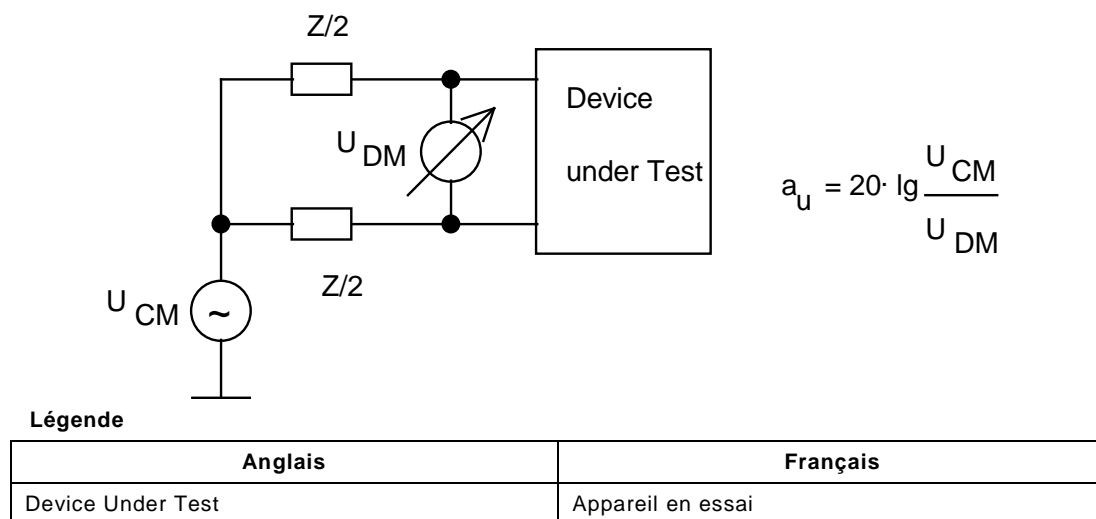 Z/2
Device
U DM
under Test
a u = 20· lg U CM / U DM
Z/2
U CM
~
Légende
Anglais Français
Device Under Test Appareil en essai